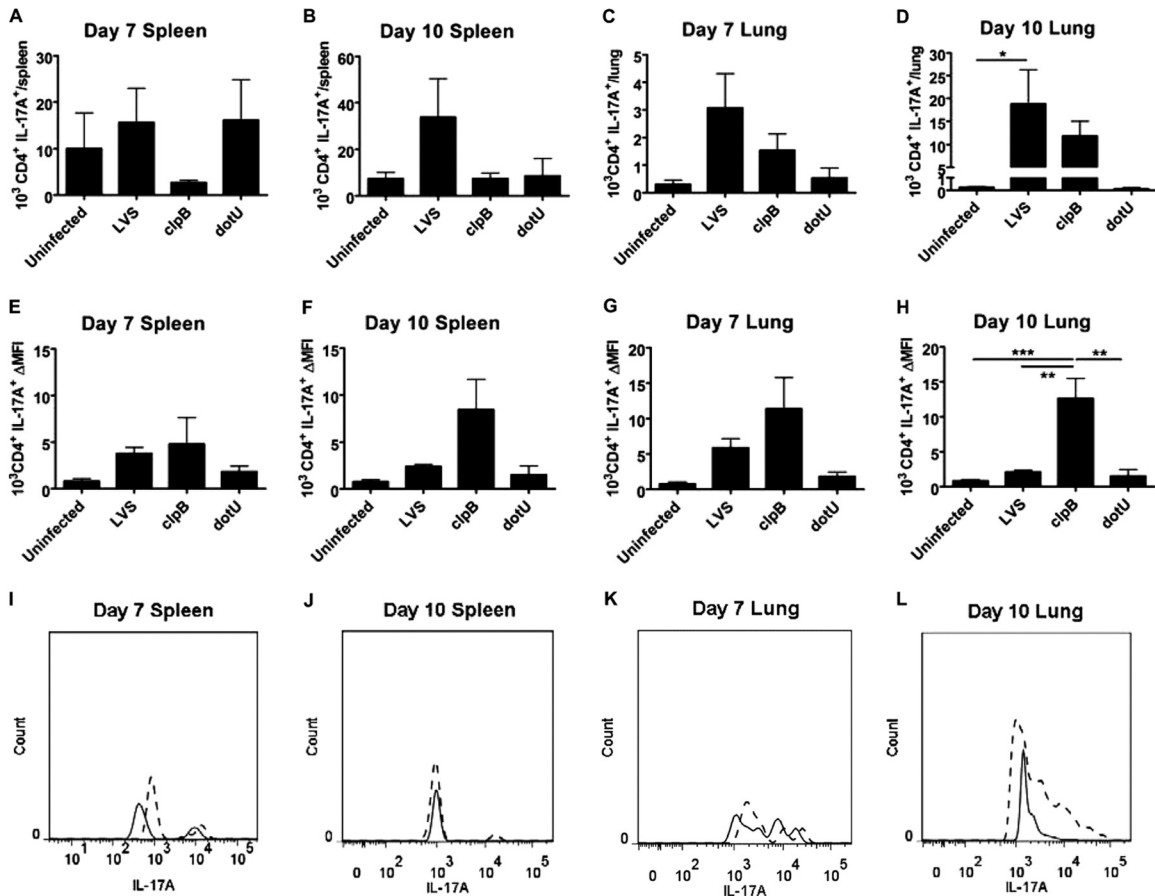 A
Day 7 Spleen
10³ CD4⁺ IL-17A⁺/spleen
30
20
10
0
Uninfected
LVS
clpB
dotU
B
Day 10 Spleen
10³ CD4⁺ IL-17A⁺/spleen
60
40
20
0
Uninfected
LVS
clpB
dotU
C
Day 7 Lung
10³CD4⁺ IL-17A⁺/lung
5
4
3
2
1
0
Uninfected
LVS
clpB
dotU
D
Day 10 Lung
10³ CD4⁺ IL-17A⁺/lung
30
25
20
15
10
5
1
0
*
Uninfected
LVS
clpB
dotU
E
Day 7 Spleen
10³CD4⁺ IL-17A⁺ ΔMFI
15
10
5
0
Uninfected
LVS
clpB
dotU
F
Day 10 Spleen
10³CD4⁺ IL-17A⁺ ΔMFI
15
10
5
0
Uninfected
LVS
clpB
dotU
G
Day 7 Lung
10³CD4⁺ IL-17A⁺ ΔMFI
20
15
10
5
0
Uninfected
LVS
clpB
dotU
H
Day 10 Lung
10³ CD4⁺ IL-17A⁺ ΔMFI
20
15
10
5
0
***
**
**
Uninfected
LVS
clpB
dotU
I
Day 7 Spleen
Count
0
10¹ 10² 10³ 10⁴ 10⁵
IL-17A
J
Day 10 Spleen
Count
0
0 10² 10³ 10⁴ 10⁵
IL-17A
K
Day 7 Lung
Count
0
0 10² 10³ 10⁴ 10⁵
IL-17A
L
Day 10 Lung
Count
0
0 10² 10³ 10⁴ 10⁵
IL-17A